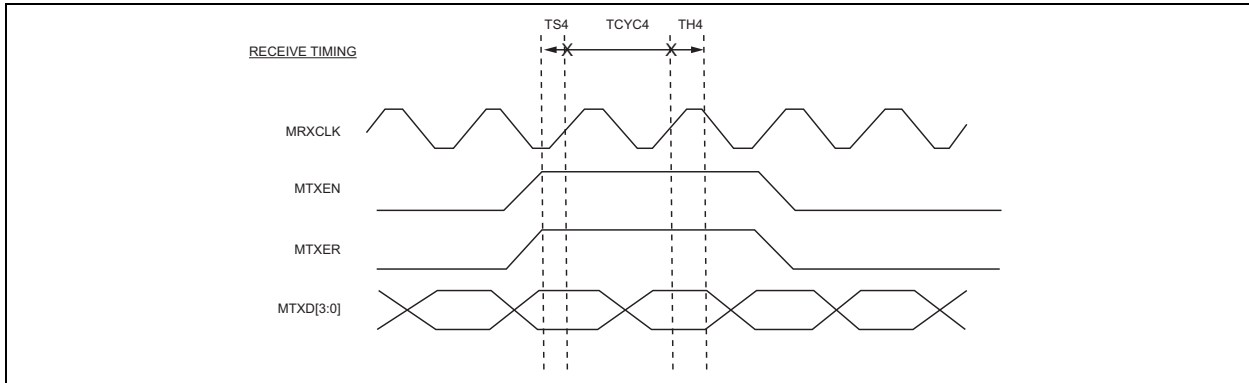 TS4 TCYC4 TH4
RECEIVE TIMING
MRXCLK
MTXEN
MTXER
MTXD[3:0]